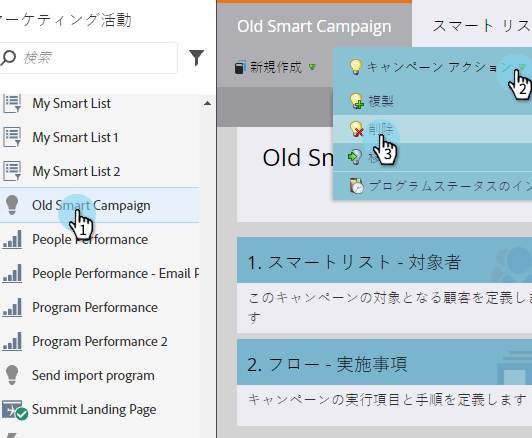 マーケティング活動
検索
My Smart List
My Smart List 1
My Smart List 2
Old Smart Campaign
1
People Performance
People Performance - Email P
Program Performance
Program Performance 2
Send import program
Summit Landing Page
Old Smart Campaign
スマート リス
新規作成
キャンペーン アクション
2
複製
削除
3
プログラムステータスのイン
Old Sm
1. スマートリスト - 対象者
このキャンペーンの対象となる顧客を定義しま
す
2. フロー - 実施事項
キャンペーンの実行項目と手順を定義します